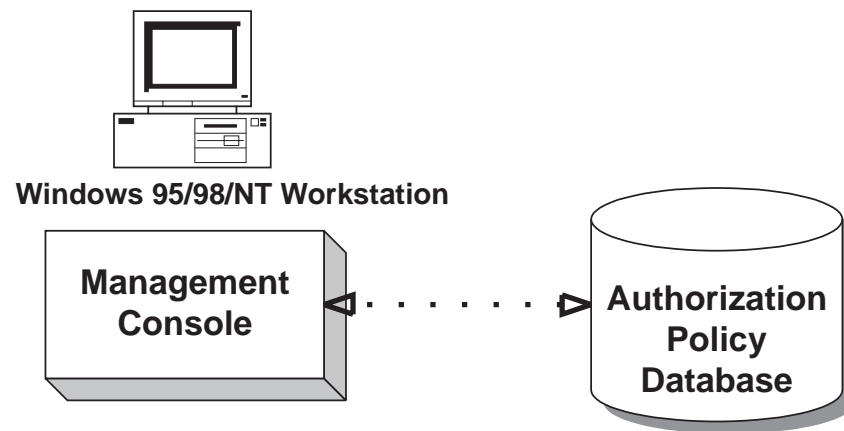 Windows 95/98/NT Workstation
Management
Console
Authorization
Policy
Database